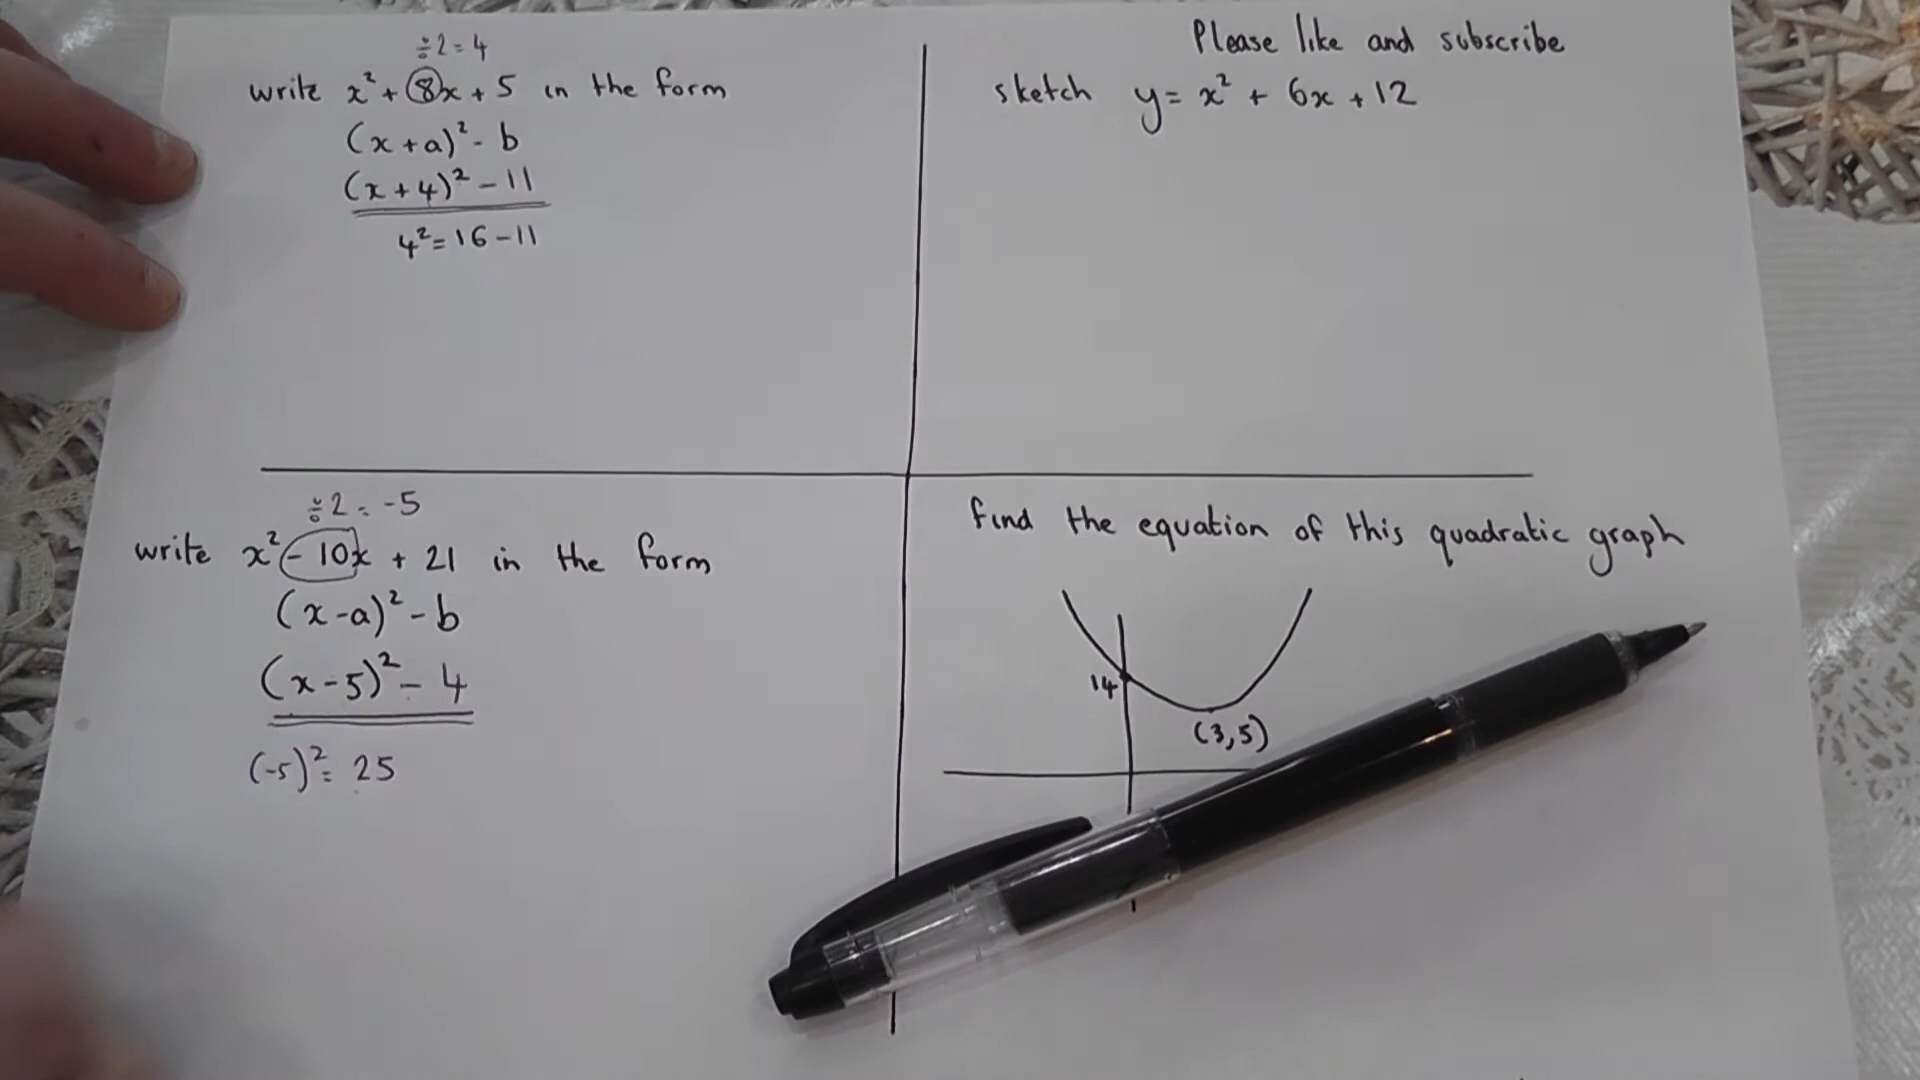 ÷2 = 4
write x² + 8x + 5 in the form
(x + a)² - b
(x + 4)² - 11
4² = 16 - 11
Please like and subscribe
sketch y = x² + 6x + 12
÷2 = -5
write x² - 10x + 21 in the form
(x - a)² - b
(x - 5)² - 4
(-5)² = 25
find the equation of this quadratic graph
14
(3,5)